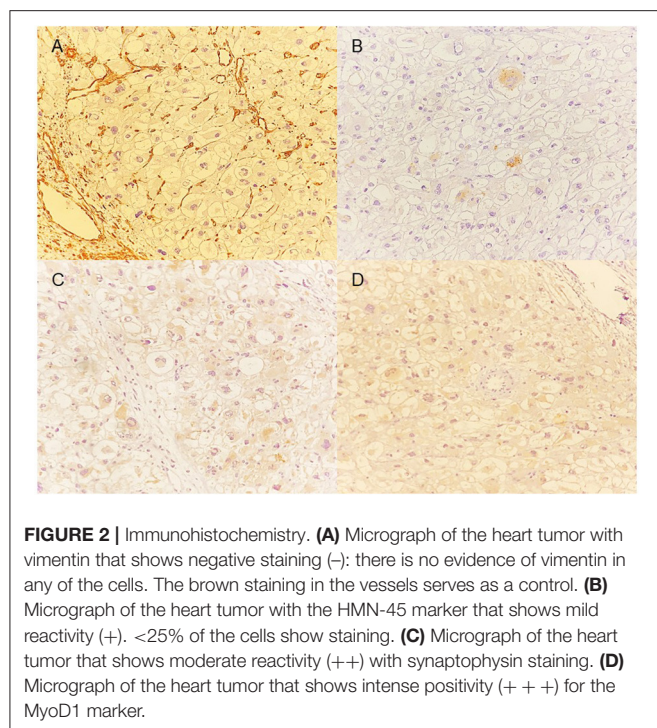 A
B
C
D
FIGURE 2 | Immunohistochemistry. (A) Micrograph of the heart tumor with
vimentin that shows negative staining (–): there is no evidence of vimentin in
any of the cells. The brown staining in the vessels serves as a control. (B)
Micrograph of the heart tumor with the HMN-45 marker that shows mild
reactivity (+). <25% of the cells show staining. (C) Micrograph of the heart
tumor that shows moderate reactivity (++) with synaptophysin staining. (D)
Micrograph of the heart tumor that shows intense positivity (+ + +) for the
MyoD1 marker.